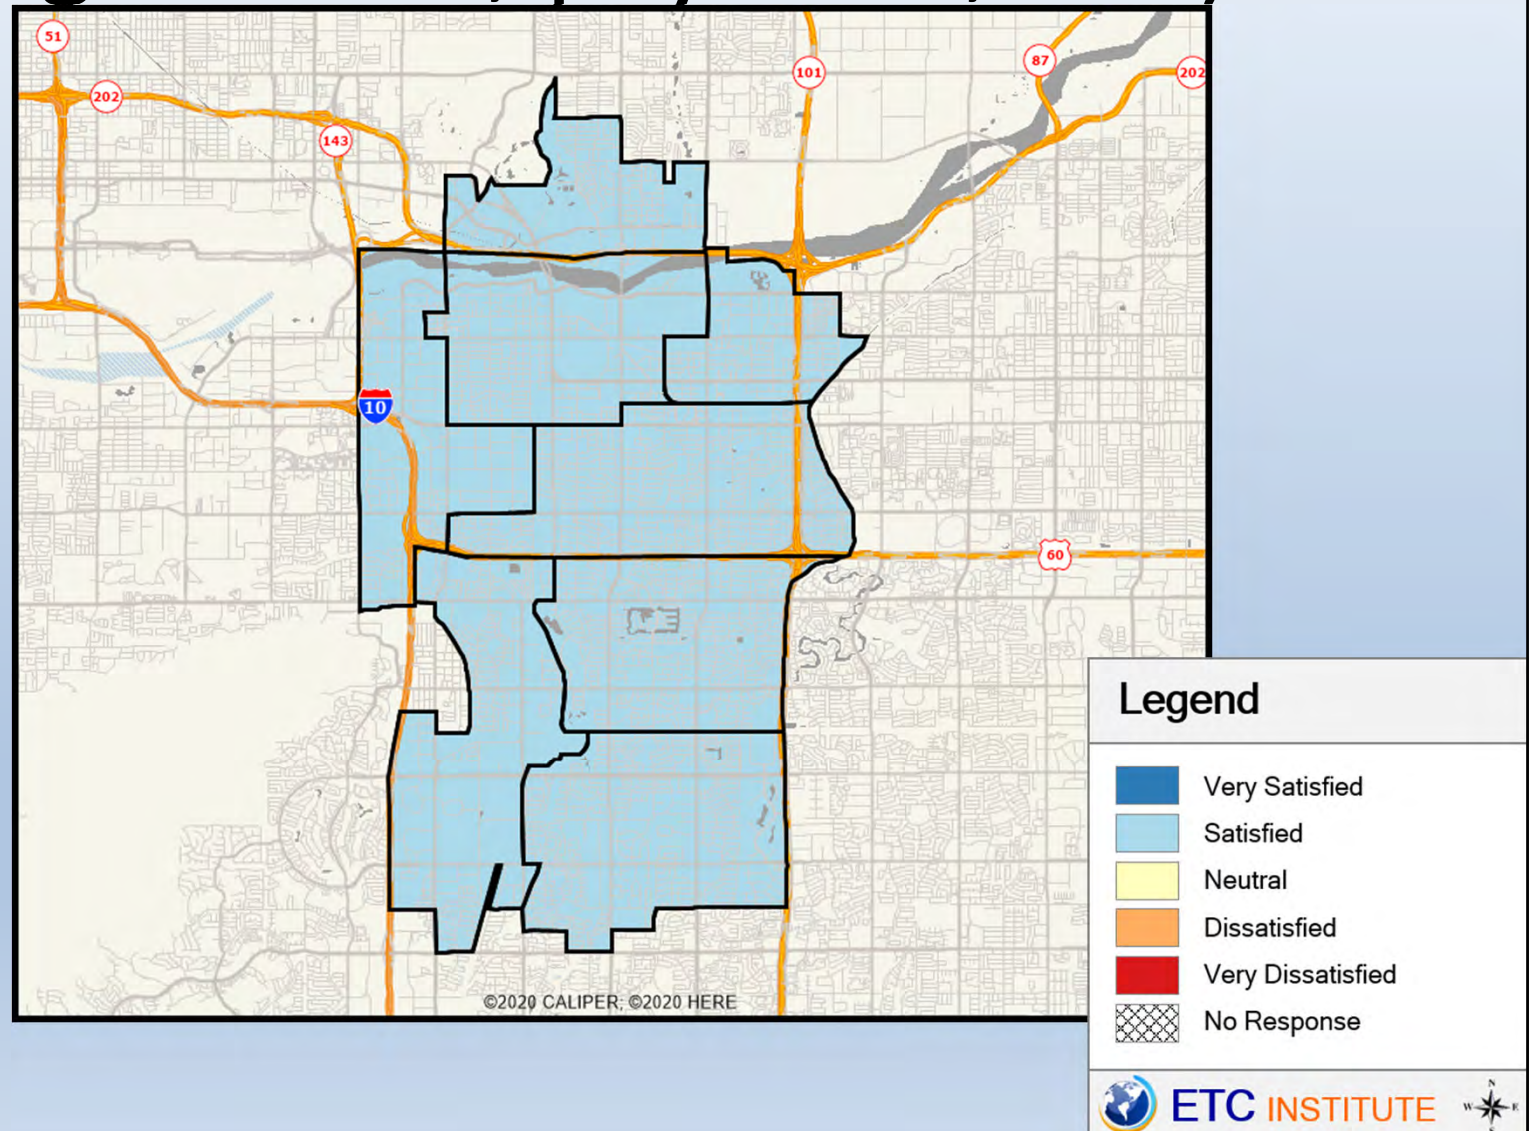 51
202
143
101
87
202
10
60
©2020 CALIPER; ©2020 HERE
Legend
Very Satisfied
Satisfied
Neutral
Dissatisfied
Very Dissatisfied
No Response
ETC INSTITUTE
N
W E
S